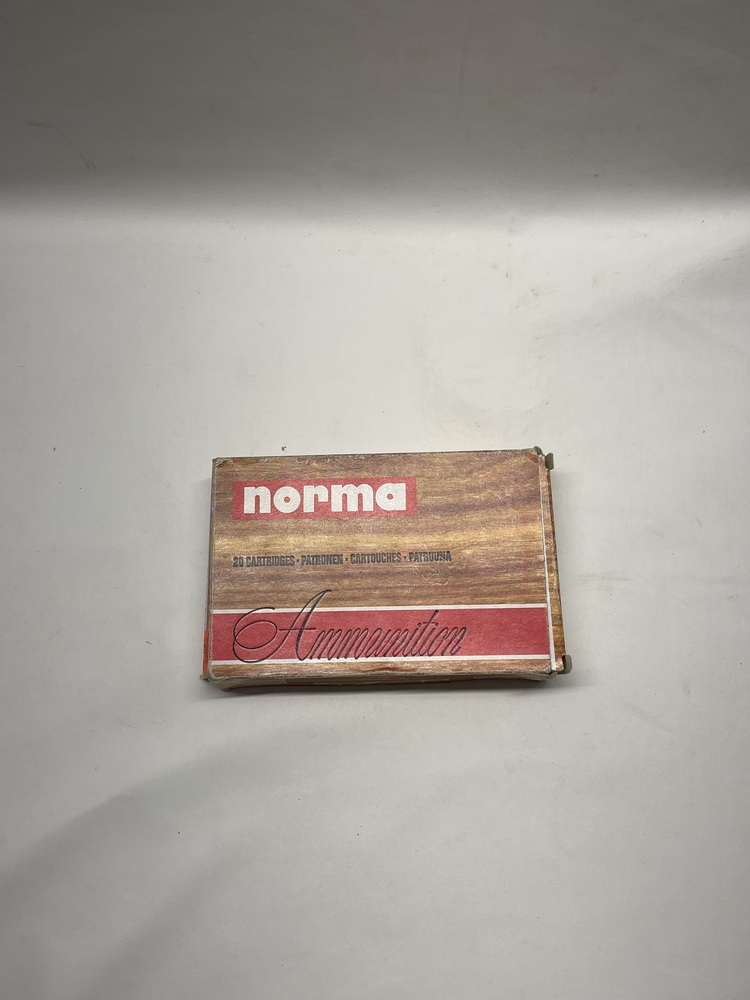 norma
20 CARTRIDGES • PATRONEN • CARTOUCHES • PATRUUNA
Ammunition